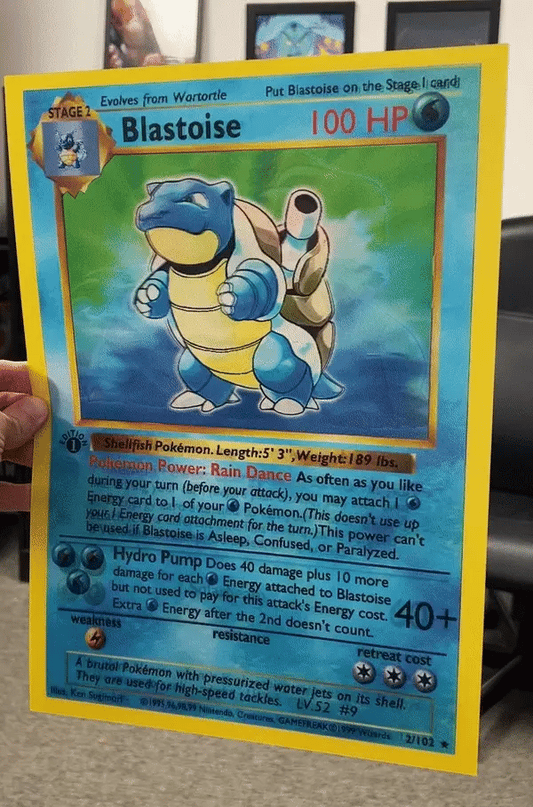 Evolves from Wartortle
Put Blastoise on the Stage 1 card
STAGE 2
Blastoise
100 HP
EDITION
1
Shellfish Pokémon. Length:5' 3", Weight:189 lbs.
Pokémon Power: Rain Dance As often as you like
during your turn (before your attack), you may attach 1
Energy card to 1 of your Pokémon.(This doesn't use up
your 1 Energy card attachment for the turn.)This power can't
be used if Blastoise is Asleep, Confused, or Paralyzed.
Hydro Pump Does 40 damage plus 10 more
damage for each Energy attached to Blastoise
but not used to pay for this attack's Energy cost.
Extra Energy after the 2nd doesn't count.
40+
weakness
resistance
retreat cost
A brutal Pokémon with pressurized water jets on its shell.
They are used for high-speed tackles. LV.52 #9
Illus. Ken Sugimori ©1995,96,98,99 Nintendo, Creatures, GAMEFREAK.©1999 Wizards. 2/102 ★